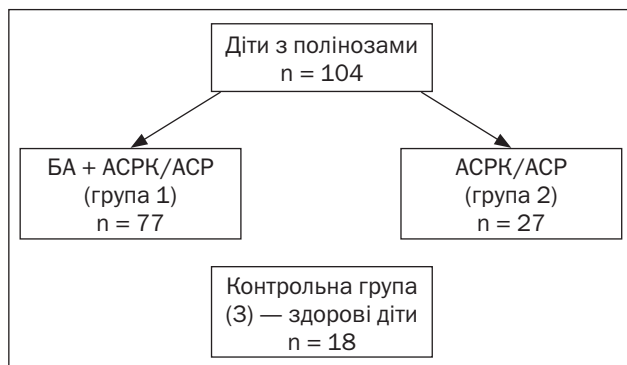 Діти з полінозами
n = 104
БА + АСРК/АСР
(група 1)
n = 77
АСРК/АСР
(група 2)
n = 27
Контрольна група
(3) — здорові діти
n = 18